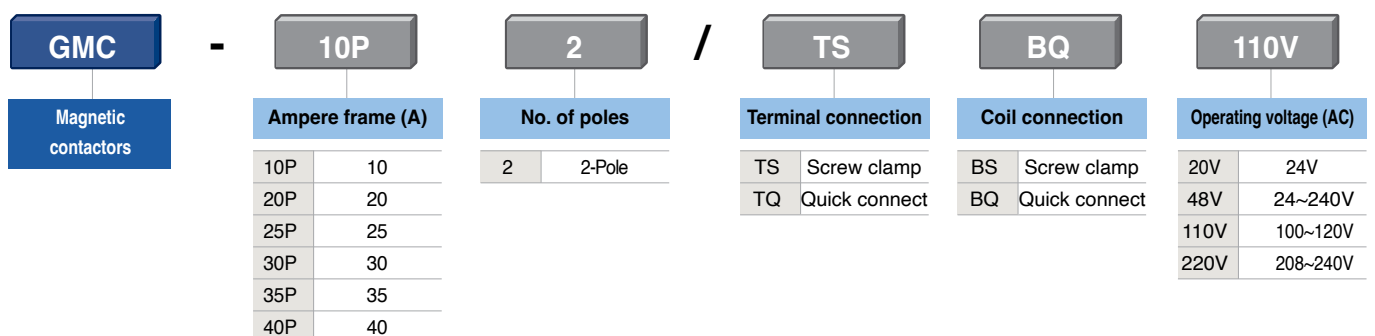 GMC - 10P 2 / TS BQ 110V
Magnetic
contactors
Ampere frame (A)
10P 10
20P 20
25P 25
30P 30
35P 35
40P 40
No. of poles
2 2-Pole
Terminal connection
TS Screw clamp
TQ Quick connect
Coil connection
BS Screw clamp
BQ Quick connect
Operating voltage (AC)
20V 24V
48V 24~240V
110V 100~120V
220V 208~240V